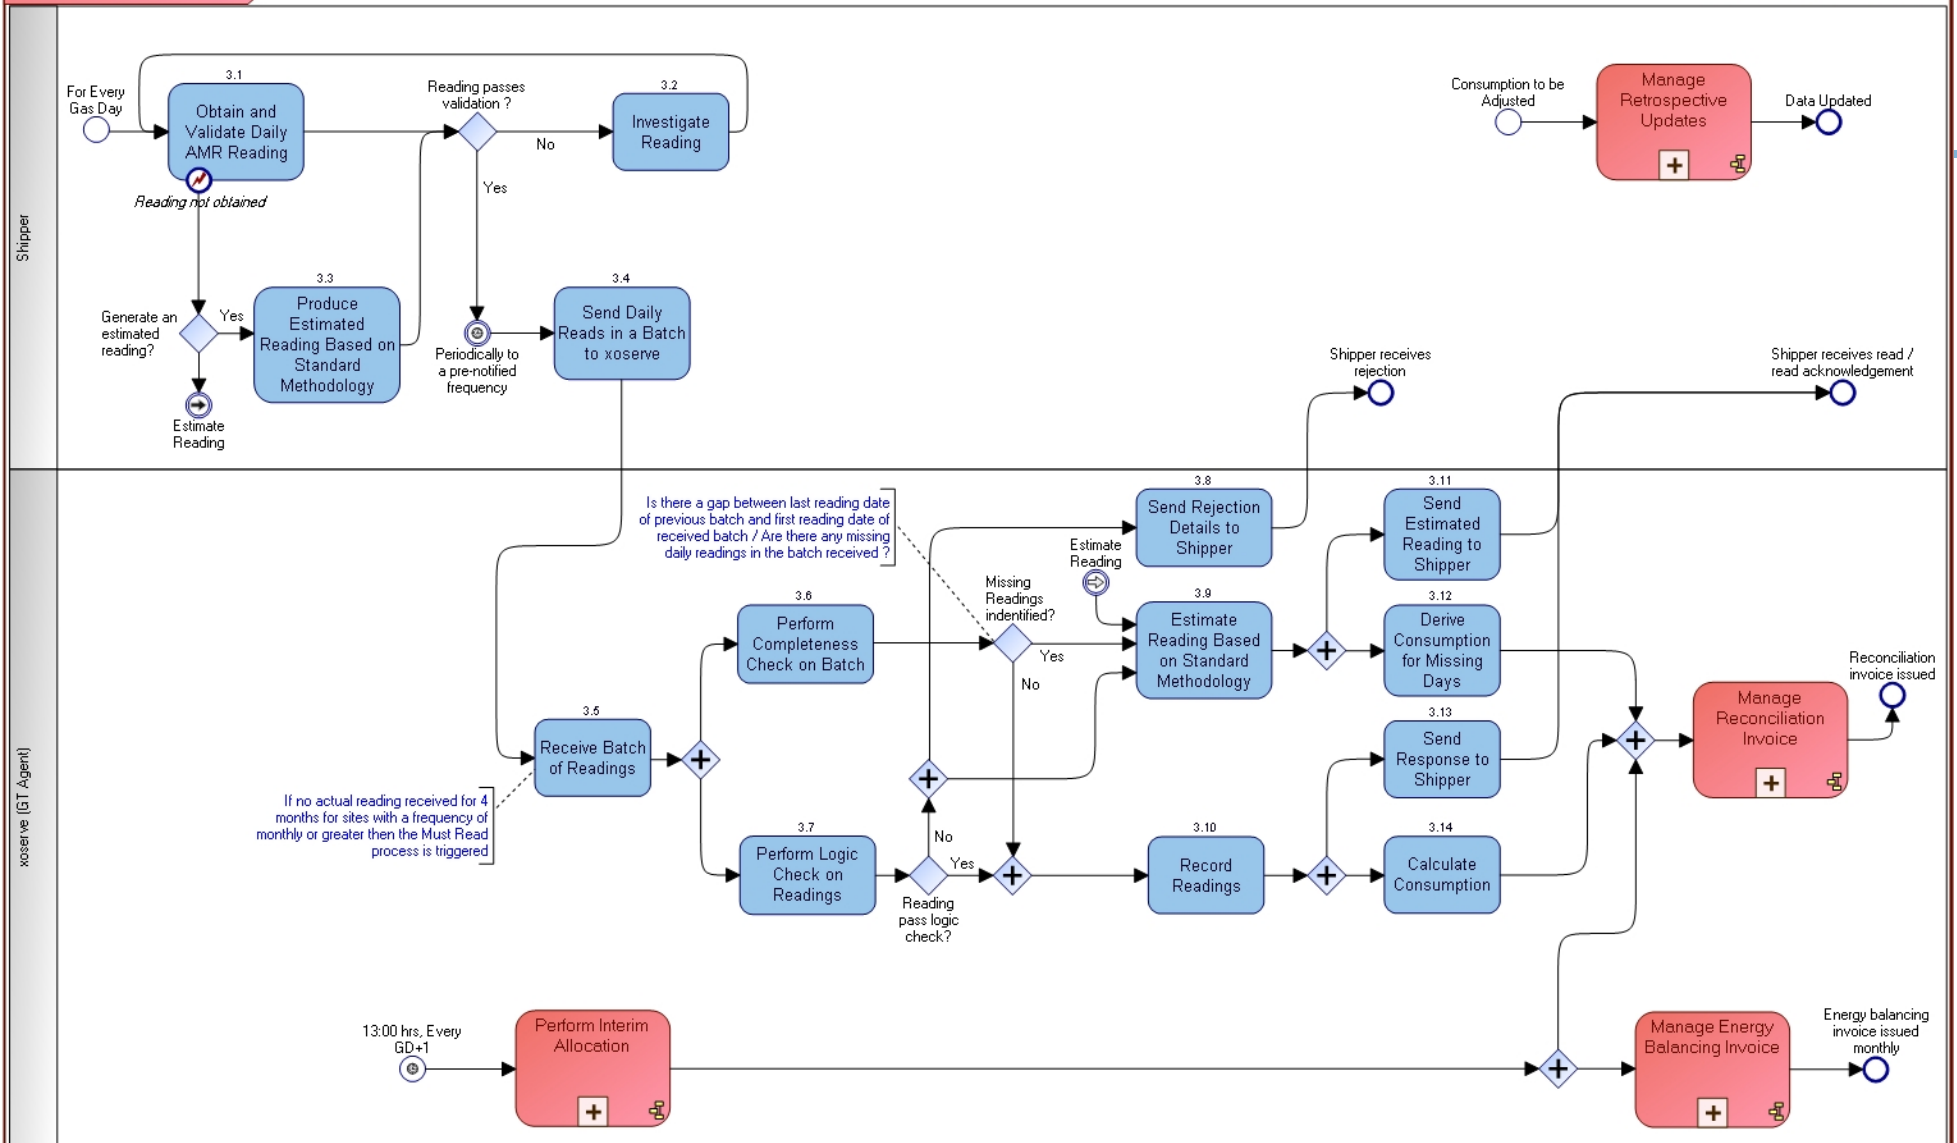 Shipper
For Every
Gas Day
3.1
Obtain and
Validate Daily
AMR Reading
Reading not obtained
Reading passes
validation ?
No
Yes
3.2
Investigate
Reading
Consumption to be
Adjusted
Manage
Retrospective
Updates
Data Updated
Generate an
estimated
reading?
Yes
3.3
Produce
Estimated
Reading Based on
Standard
Methodology
Estimate
Reading
Periodically to
a pre-notified
frequency
3.4
Send Daily
Reads in a Batch
to xoserve
Shipper receives
rejection
Shipper receives read /
read acknowledgement
xoserve (GT Agent)
Is there a gap between last reading date
of previous batch and first reading date of
received batch / Are there any missing
daily readings in the batch received ?
3.8
Send Rejection
Details to
Shipper
3.11
Send
Estimated
Reading to
Shipper
Estimate
Reading
Missing
Readings
indentified?
Yes
No
3.6
Perform
Completeness
Check on Batch
3.9
Estimate
Reading Based
on Standard
Methodology
3.12
Derive
Consumption
for Missing
Days
Reconciliation
invoice issued
Manage
Reconciliation
Invoice
3.5
Receive Batch
of Readings
3.13
Send
Response to
Shipper
If no actual reading received for 4
months for sites with a frequency of
monthly or greater then the Must Read
process is triggered
3.7
Perform Logic
Check on
Readings
No
Yes
Reading
pass logic
check?
3.10
Record
Readings
3.14
Calculate
Consumption
13:00 hrs, Every
GD+1
Perform Interim
Allocation
Manage Energy
Balancing Invoice
Energy balancing
invoice issued
monthly